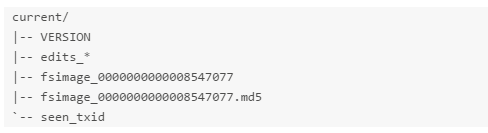 current/
|-- VERSION
|-- edits_*
|-- fsimage_0000000000008547077
|-- fsimage_0000000000008547077.md5
`-- seen_txid